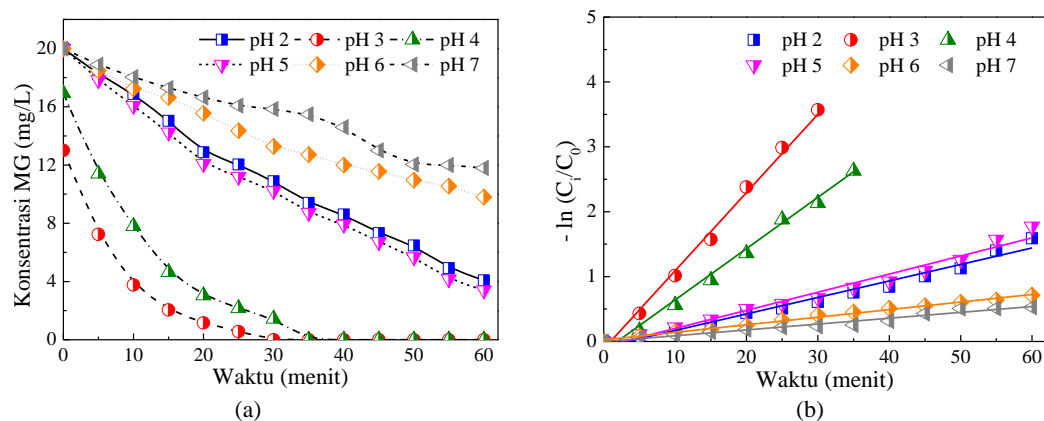 20
16
12
8
4
0
Konsentrasi MG (mg/L)
pH 2 pH 3 pH 4
pH 5 pH 6 pH 7
0 10 20 30 40 50 60
Waktu (menit)
(a)
5
4
3
2
1
0
- ln (C_i/C_0)
pH 2 pH 3 pH 4
pH 5 pH 6 pH 7
0 10 20 30 40 50 60
Waktu (menit)
(b)